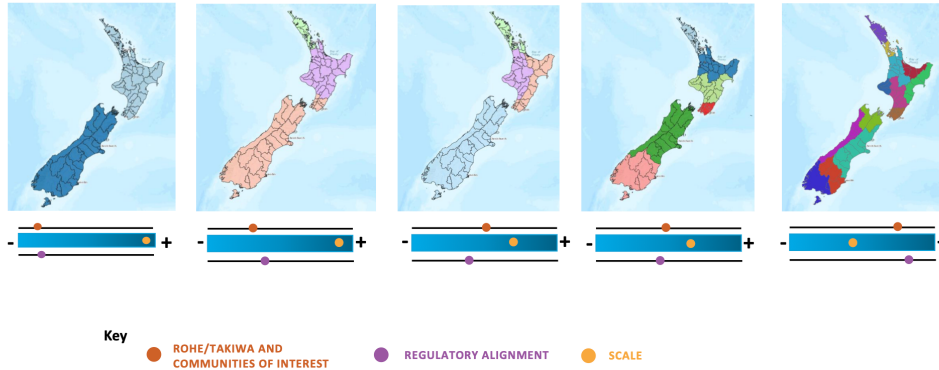 - +
- +
- +
- +
-
Key
ROHE/TAKIWA AND
COMMUNITIES OF INTEREST
REGULATORY ALIGNMENT
SCALE